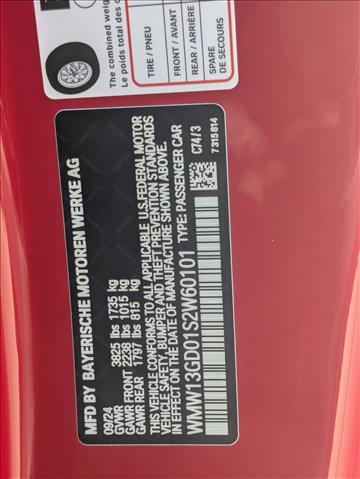 The combined weig
Le poids total des c
TIRE / PNEU
FRONT / AVANT
REAR / ARRIÈRE
SPARE
DE SECOURS
MFD BY BAYERISCHE MOTOREN WERKE AG
09/24
GVWR 3825 lbs 1735 kg
GAWR FRONT 2238 lbs 1015 kg
GAWR REAR 1797 lbs 815 kg
THIS VEHICLE CONFORMS TO ALL APPLICABLE U.S.FEDERAL MOTOR
VEHICLE SAFETY, BUMPER AND THEFT PREVENTION STANDARDS
IN EFFECT ON THE DATE OF MANUFACTURE SHOWN ABOVE.
TYPE: PASSENGER CAR
WMW13GD01S2W60101
C74/3
7315814